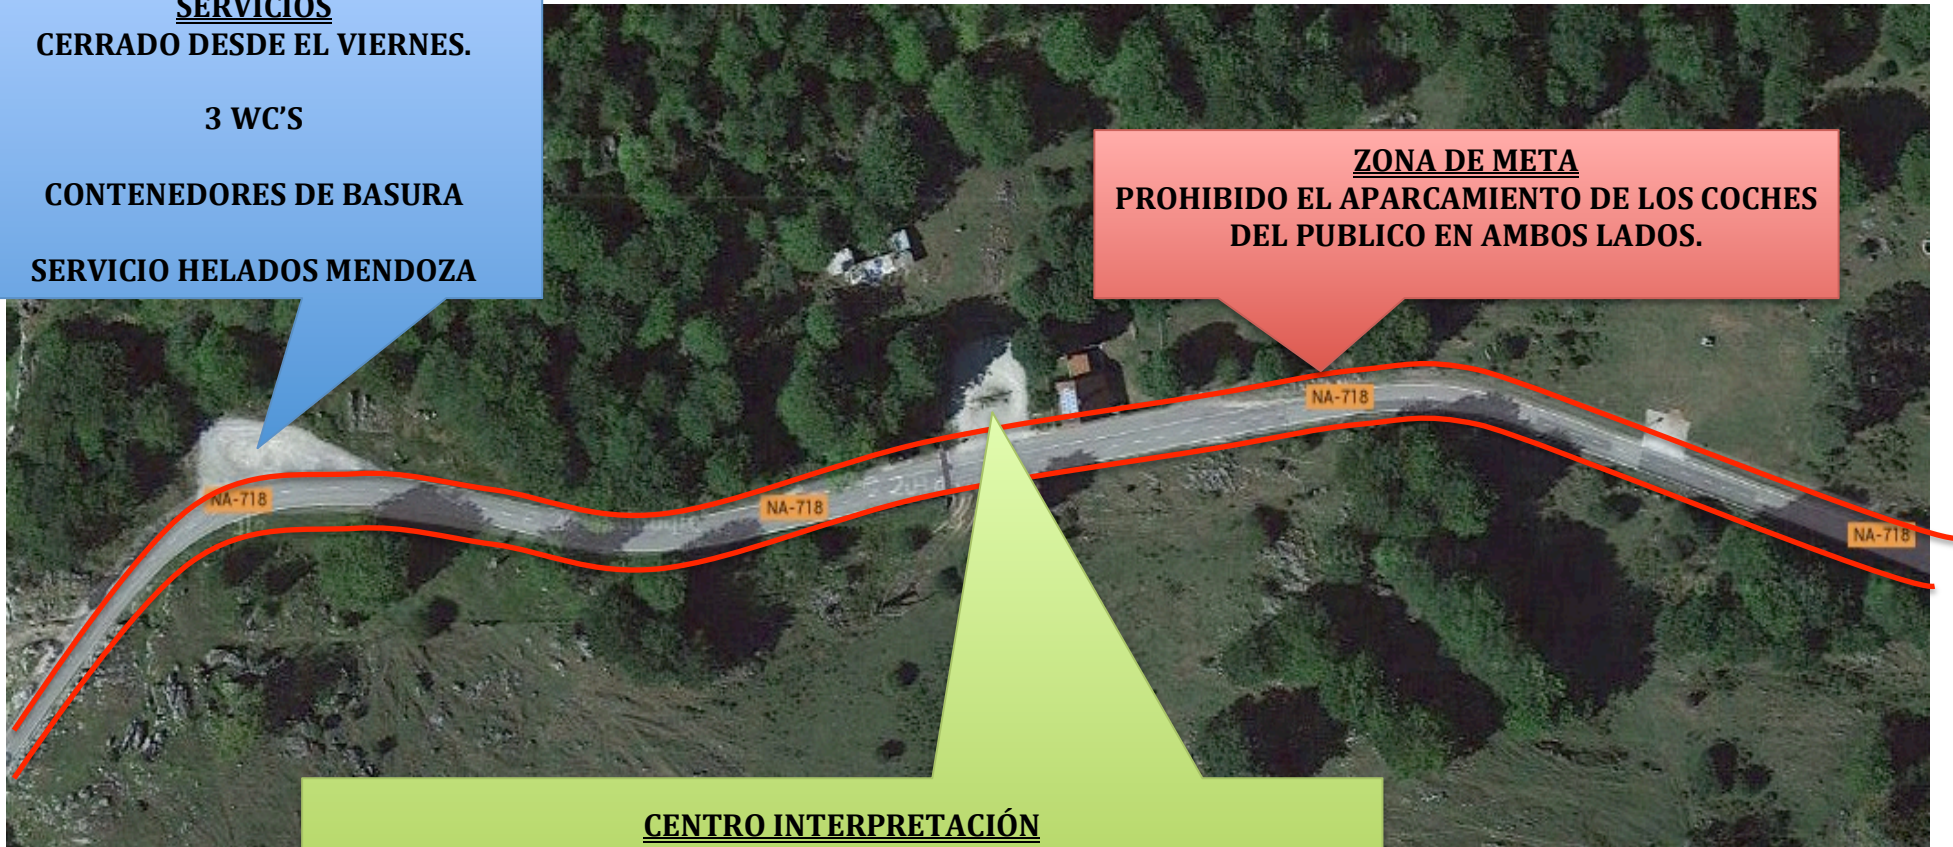 SERVICIOS
CERRADO DESDE EL VIERNES.
3 WC’S
CONTENEDORES DE BASURA
SERVICIO HELADOS MENDOZA
ZONA DE META
PROHIBIDO EL APARCAMIENTO DE LOS COCHES
DEL PUBLICO EN AMBOS LADOS.
NA-718
NA-718
NA-718
NA-718
CENTRO INTERPRETACIÓN